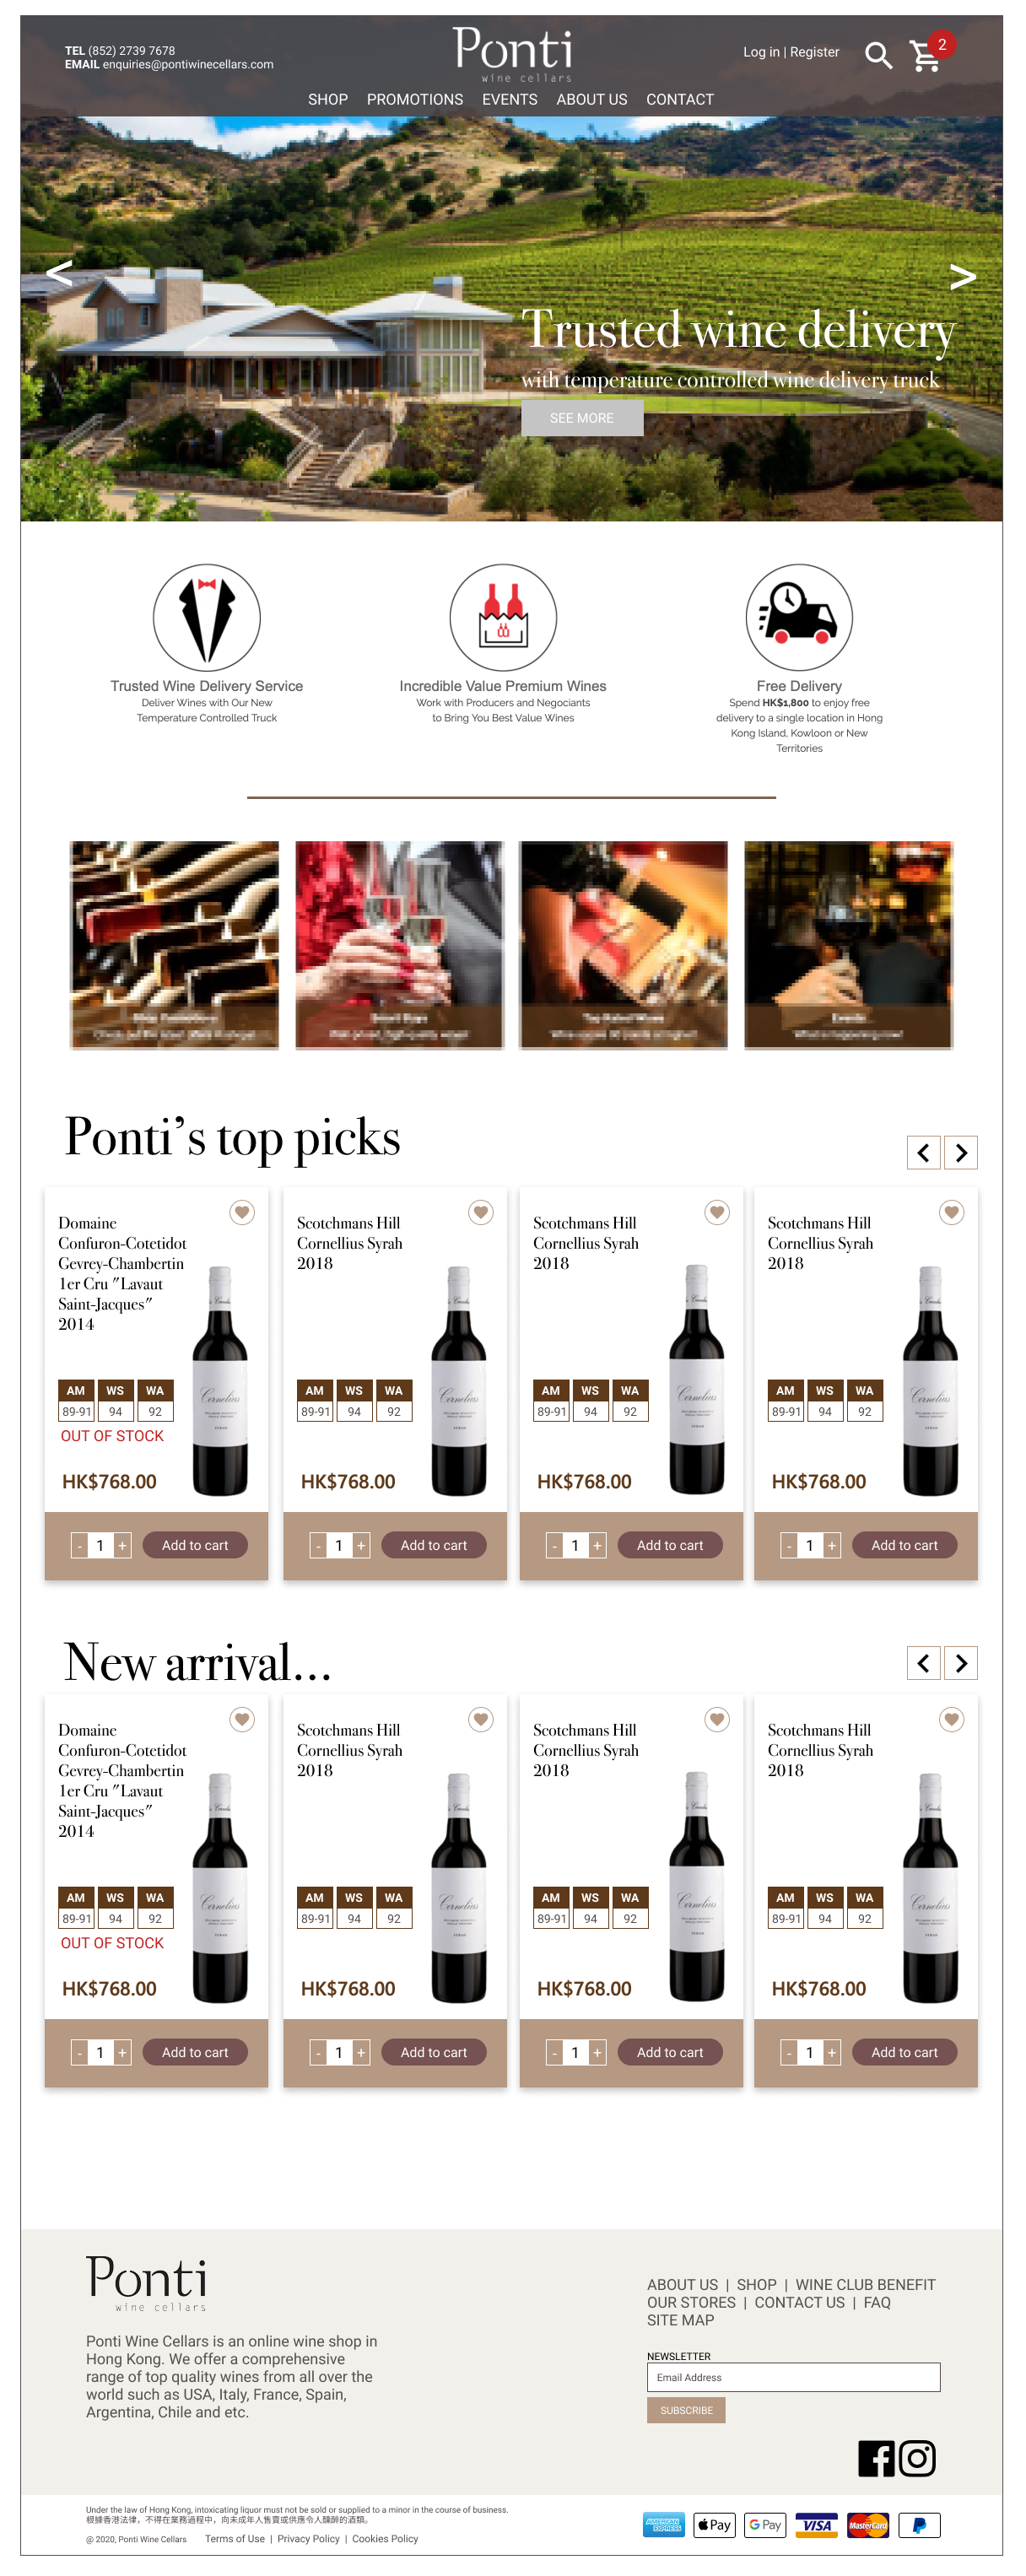 TEL (852) 2739 7678
EMAIL enquiries@pontiwinecellars.com
Ponti
wine cellars
Log in | Register
2
SHOP PROMOTIONS EVENTS ABOUT US CONTACT
<
>
Trusted wine delivery
with temperature controlled wine delivery truck
SEE MORE
Trusted Wine Delivery Service
Deliver Wines with Our New
Temperature Controlled Truck
Incredible Value Premium Wines
Work with Producers and Negociants
to Bring You Best Value Wines
Free Delivery
Spend HK$1,800 to enjoy free
delivery to a single location in Hong
Kong Island, Kowloon or New
Territories
Ponti's top picks
Domaine
Confuron-Cotetidot
Gevrey-Chambertin
1er Cru "Lavaut
Saint-Jacques"
2014
AM WS WA
89-91 94 92
OUT OF STOCK
HK$768.00
Cornelius
SYRAH
- 1 + Add to cart
Scotchmans Hill
Cornellius Syrah
2018
AM WS WA
89-91 94 92
HK$768.00
Cornelius
SYRAH
- 1 + Add to cart
Scotchmans Hill
Cornellius Syrah
2018
AM WS WA
89-91 94 92
HK$768.00
Cornelius
SYRAH
- 1 + Add to cart
Scotchmans Hill
Cornellius Syrah
2018
AM WS WA
89-91 94 92
HK$768.00
Cornelius
SYRAH
- 1 + Add to cart
New arrival...
Domaine
Confuron-Cotetidot
Gevrey-Chambertin
1er Cru "Lavaut
Saint-Jacques"
2014
AM WS WA
89-91 94 92
OUT OF STOCK
HK$768.00
Cornelius
SYRAH
- 1 + Add to cart
Scotchmans Hill
Cornellius Syrah
2018
AM WS WA
89-91 94 92
HK$768.00
Cornelius
SYRAH
- 1 + Add to cart
Scotchmans Hill
Cornellius Syrah
2018
AM WS WA
89-91 94 92
HK$768.00
Cornelius
SYRAH
- 1 + Add to cart
Scotchmans Hill
Cornellius Syrah
2018
AM WS WA
89-91 94 92
HK$768.00
Cornelius
SYRAH
- 1 + Add to cart
Ponti
wine cellars
Ponti Wine Cellars is an online wine shop in
Hong Kong. We offer a comprehensive
range of top quality wines from all over the
world such as USA, Italy, France, Spain,
Argentina, Chile and etc.
ABOUT US | SHOP | WINE CLUB BENEFIT
OUR STORES | CONTACT US | FAQ
SITE MAP
NEWSLETTER
Email Address
SUBSCRIBE
Under the law of Hong Kong, intoxicating liquor must not be sold or supplied to a minor in the course of business.
根據香港法律，不得在業務過程中，向未成年人售賣或供應令人醺醉的酒類。
@ 2020, Ponti Wine Cellars Terms of Use | Privacy Policy | Cookies Policy
AMERICAN EXPRESS Pay G Pay VISA MasterCard